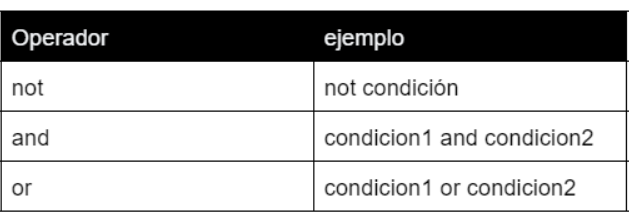 Operador ejemplo
not not condición
and condicion1 and condicion2
or condicion1 or condicion2